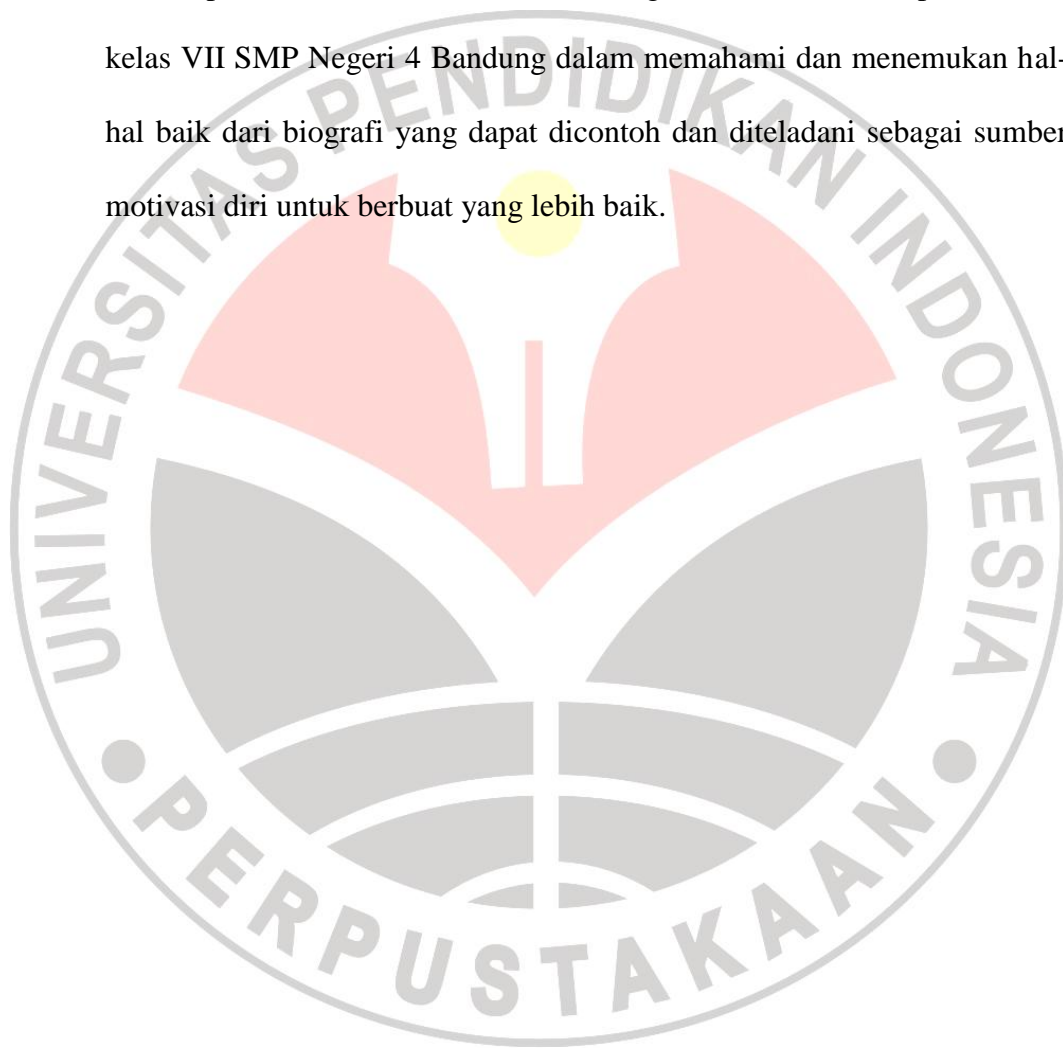 kelas VII SMP Negeri 4 Bandung dalam memahami dan menemukan hal-
hal baik dari biografi yang dapat dicontoh dan diteladani sebagai sumber
motivasi diri untuk berbuat yang lebih baik.
UNIVERSITAS PENDIDIKAN INDONESIA
PERPUSTAKAAN